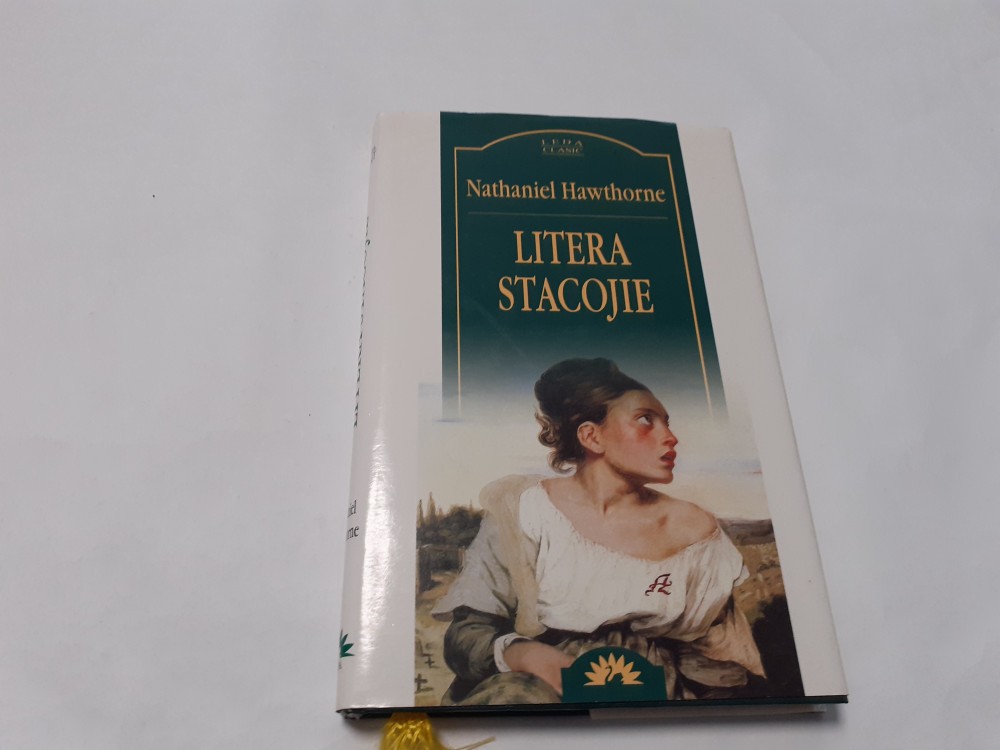 LEDA
CLASIC
Nathaniel Hawthorne
LITERA
STACOJIE
A